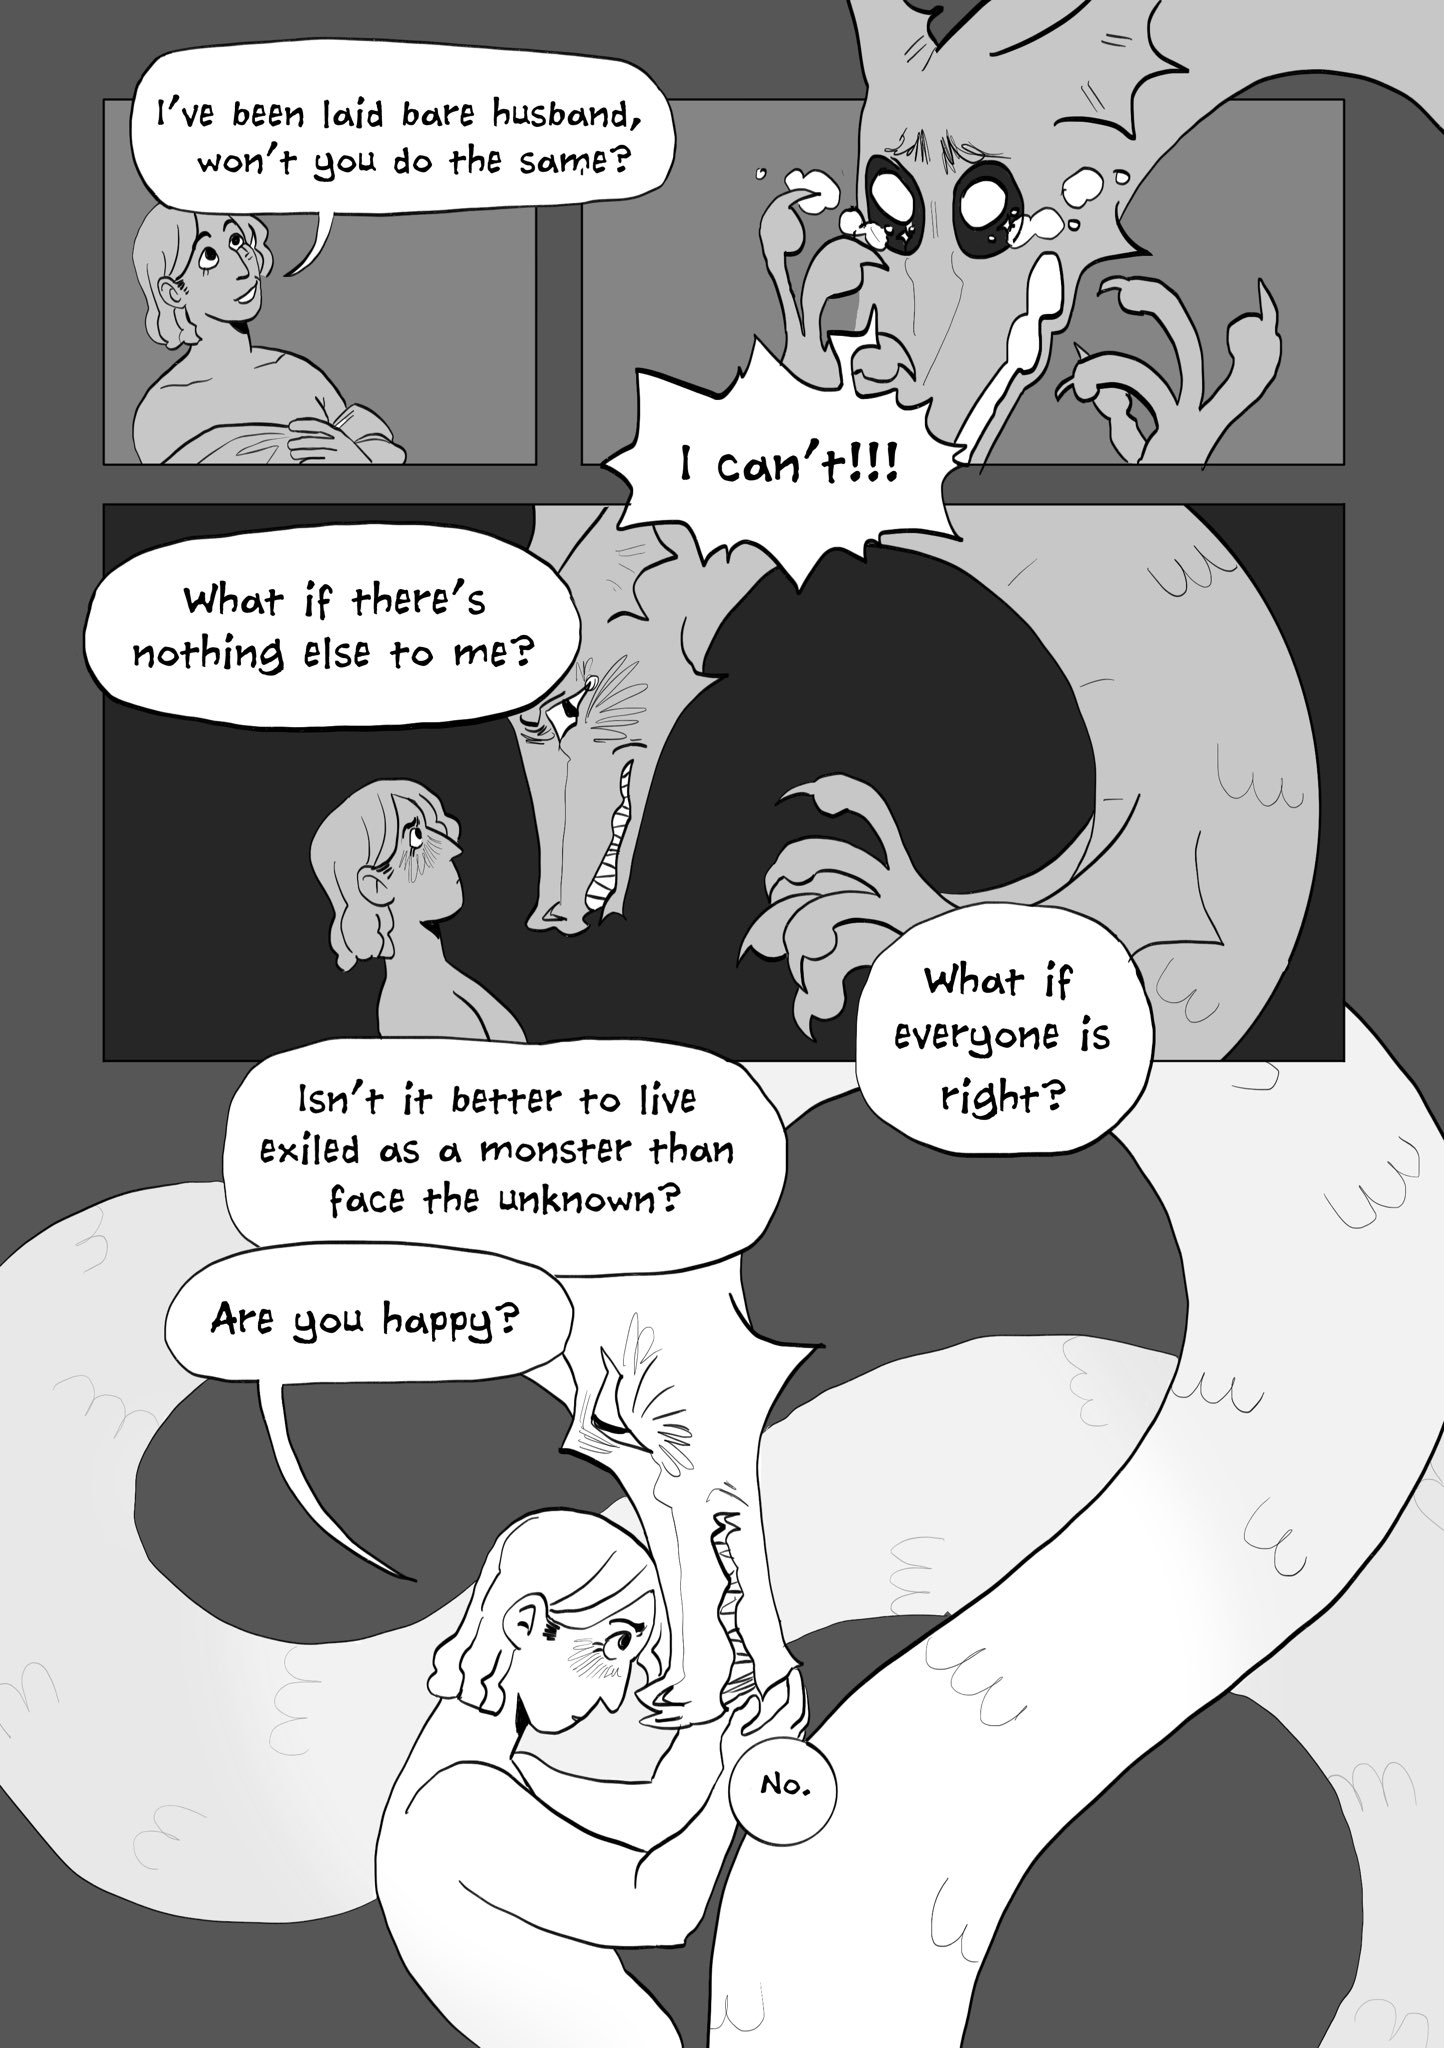 I've been laid bare husband,
won't you do the same?
I can't!!!
What if there's
nothing else to me?
What if
everyone is
right?
Isn't it better to live
exiled as a monster than
face the unknown?
Are you happy?
No.